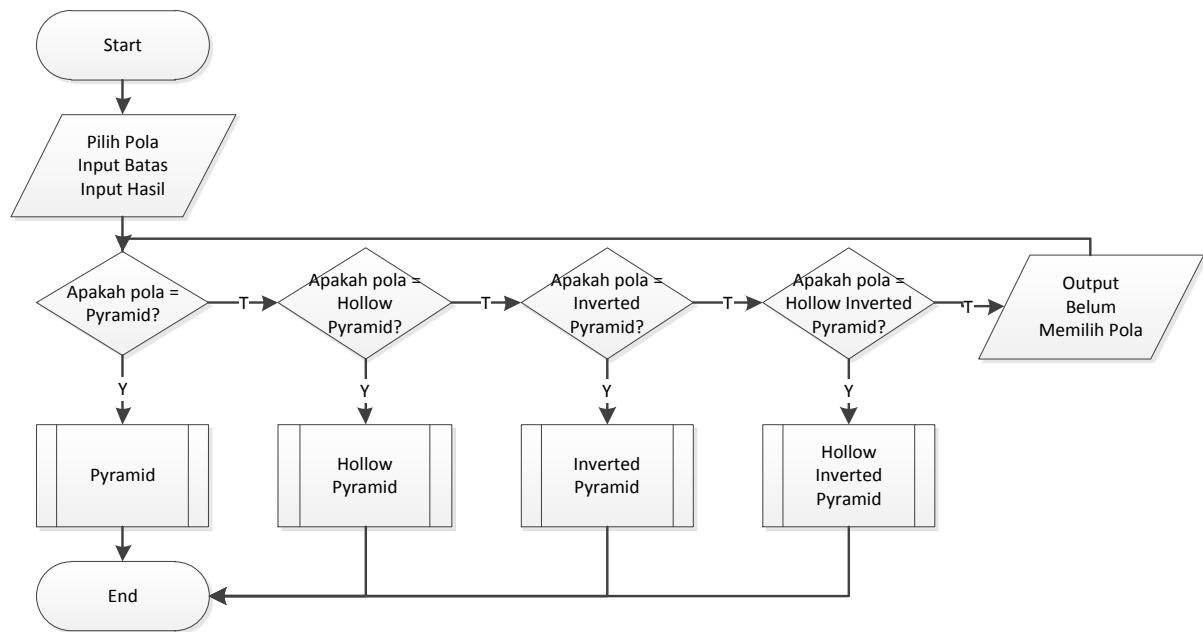 Start
Pilih Pola
Input Batas
Input Hasil
Apakah pola =
Pyramid?
T
Apakah pola =
Hollow
Pyramid?
T
Apakah pola =
Inverted
Pyramid?
T
Apakah pola =
Hollow Inverted
Pyramid?
T
Output
Belum
Memilih Pola
Y
Y
Y
Y
Pyramid
Hollow
Pyramid
Inverted
Pyramid
Hollow
Inverted
Pyramid
End